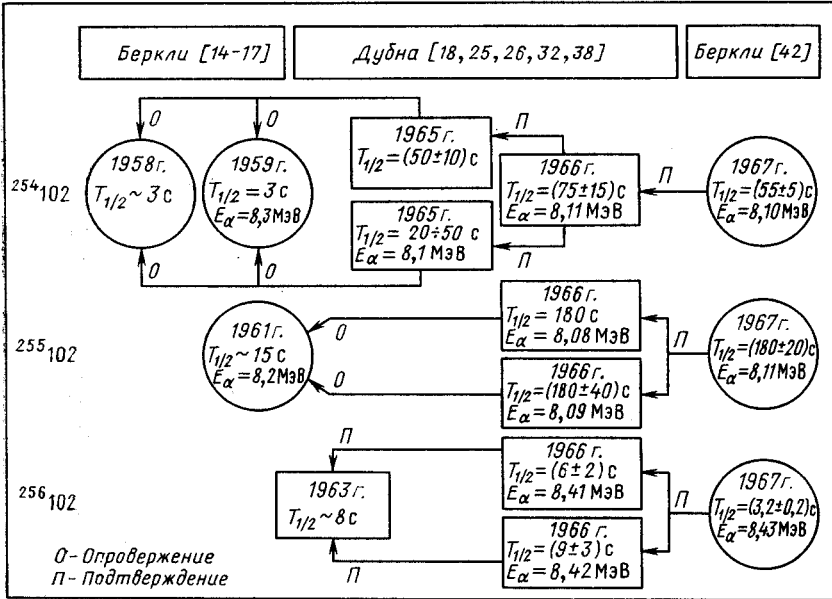 Беркли [14-17]
Дубна [18, 25, 26, 32, 38]
Беркли [42]
²⁵⁴102
О
О
1958 г.
T₁/₂ ~ 3 с
1959 г.
T₁/₂ = 3 с
Eα = 8,3 МэВ
О
О
1965 г.
T₁/₂ = (50±10) с
1965 г.
T₁/₂ = 20÷50 с
Eα = 8,1 МэВ
П
П
1966 г.
T₁/₂ = (75±15) с
Eα = 8,11 МэВ
П
1967 г.
T₁/₂ = (55±5) с
Eα = 8,10 МэВ
²⁵⁵102
1961 г.
T₁/₂ ~ 15 с
Eα = 8,2 МэВ
О
О
1966 г.
T₁/₂ = 180 с
Eα = 8,08 МэВ
1966 г.
T₁/₂ = (180±40) с
Eα = 8,09 МэВ
П
1967 г.
T₁/₂ = (180±20) с
Eα = 8,11 МэВ
²⁵⁶102
1963 г.
T₁/₂ ~ 8 с
П
П
1966 г.
T₁/₂ = (6±2) с
Eα = 8,41 МэВ
1966 г.
T₁/₂ = (9±3) с
Eα = 8,42 МэВ
П
1967 г.
T₁/₂ = (3,2±0,2) с
Eα = 8,43 МэВ
О - Опровержение
П - Подтверждение